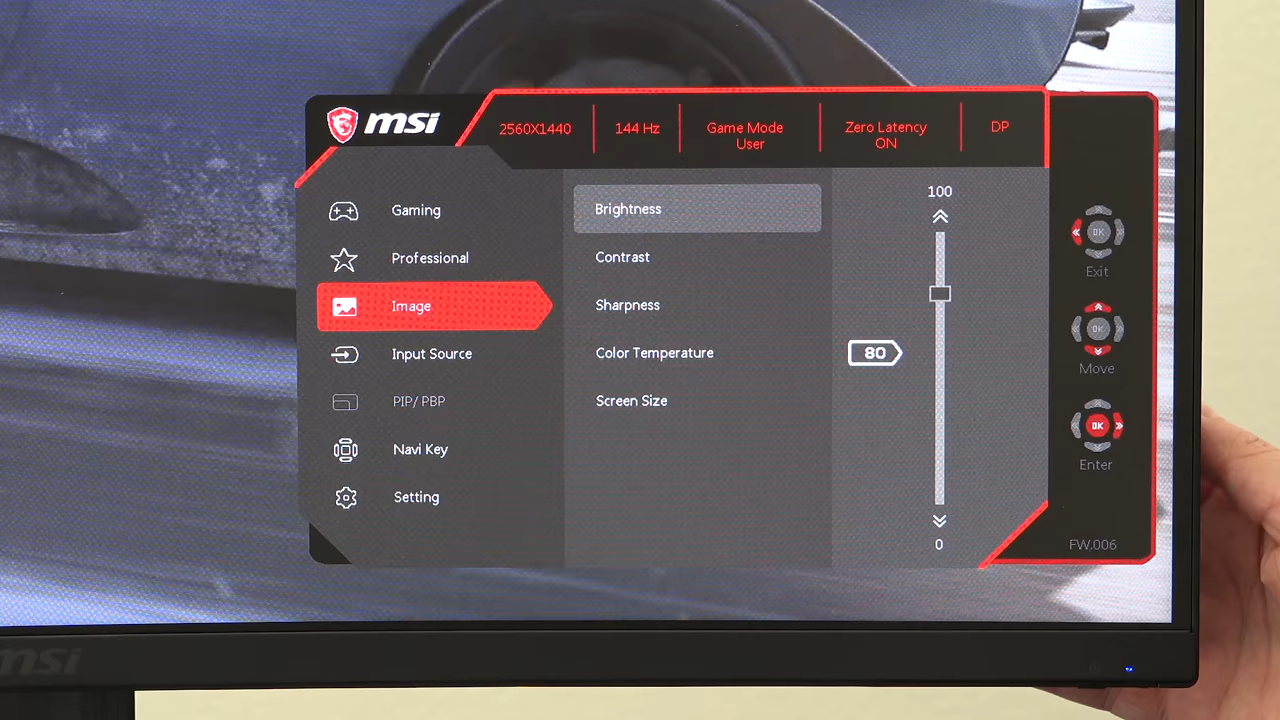 msi
2560X1440
144 Hz
Game Mode
User
Zero Latency
ON
DP
Gaming
Professional
Image
Input Source
PIP/ PBP
Navi Key
Setting
Brightness
Contrast
Sharpness
Color Temperature
Screen Size
100
80
0
OK
Exit
OK
Move
OK
Enter
FW.006
msi